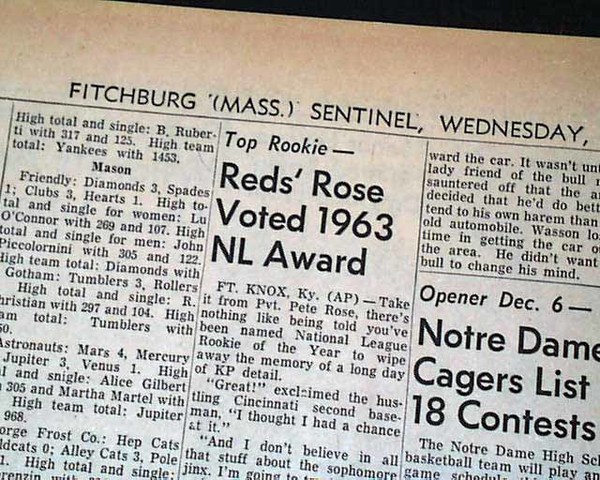 FITCHBURG (MASS.) SENTINEL, WEDNESDAY,
High total and single: B. Ruber-
ti with 317 and 125. High team
total: Yankees with 1453.
Mason
Friendly: Diamonds 3, Spades
1; Clubs 3, Hearts 1. High to-
tal and single for women: Lu
O'Connor with 269 and 107. High
total and single for men: John
Piccolornini with 305 and 122.
High team total: Diamonds with
Gotham: Tumblers 3, Rollers
High total and single: R.
hristian with 297 and 104. High
am total: Tumblers with
50.
Astronauts: Mars 4, Mercury
Jupiter 3, Venus 1. High
l and snigle: Alice Gilbert
305 and Martha Martel with
High team total: Jupiter
968.
orge Frost Co.: Hep Cats
ldcats 0; Alley Cats 3, Pole
1. High total and single:
with
Top Rookie —
Reds' Rose
Voted 1963
NL Award
FT. KNOX, Ky. (AP) — Take
it from Pvt. Pete Rose, there's
nothing like being told you've
been named National League
Rookie of the Year to wipe
away the memory of a long day
of KP detail.
"Great!" exclaimed the hus-
tling Cincinnati second base-
man, "I thought I had a chance
at it."
"And I don't believe in all
that stuff about the sophomore
jinx. I'm going to
ward the car. It wasn't un
lady friend of the bull
sauntered off that the a
decided that he'd do bett
tend to his own harem than
old automobile. Wasson lo
time in getting the car o
the area. He didn't want
bull to change his mind.
Opener Dec. 6 —
Notre Dame
Cagers List
18 Contests
The Notre Dame High Sch
basketball team will play an
game